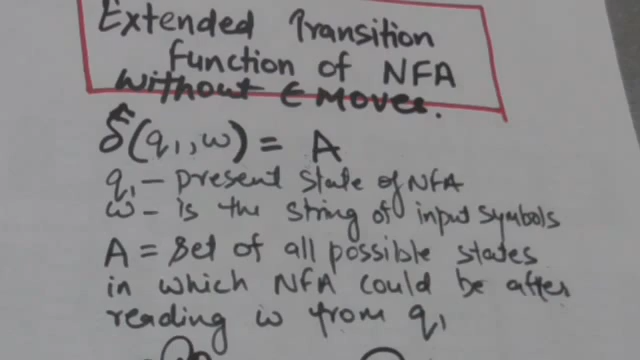 Extended Transition
Function of NFA
Without ϵ Moves.
δ̂(q₁, w) = A
q₁ – present state of NFA
w – is the string of input symbols
A = Set of all possible states
in which NFA could be after
reading w from q₁